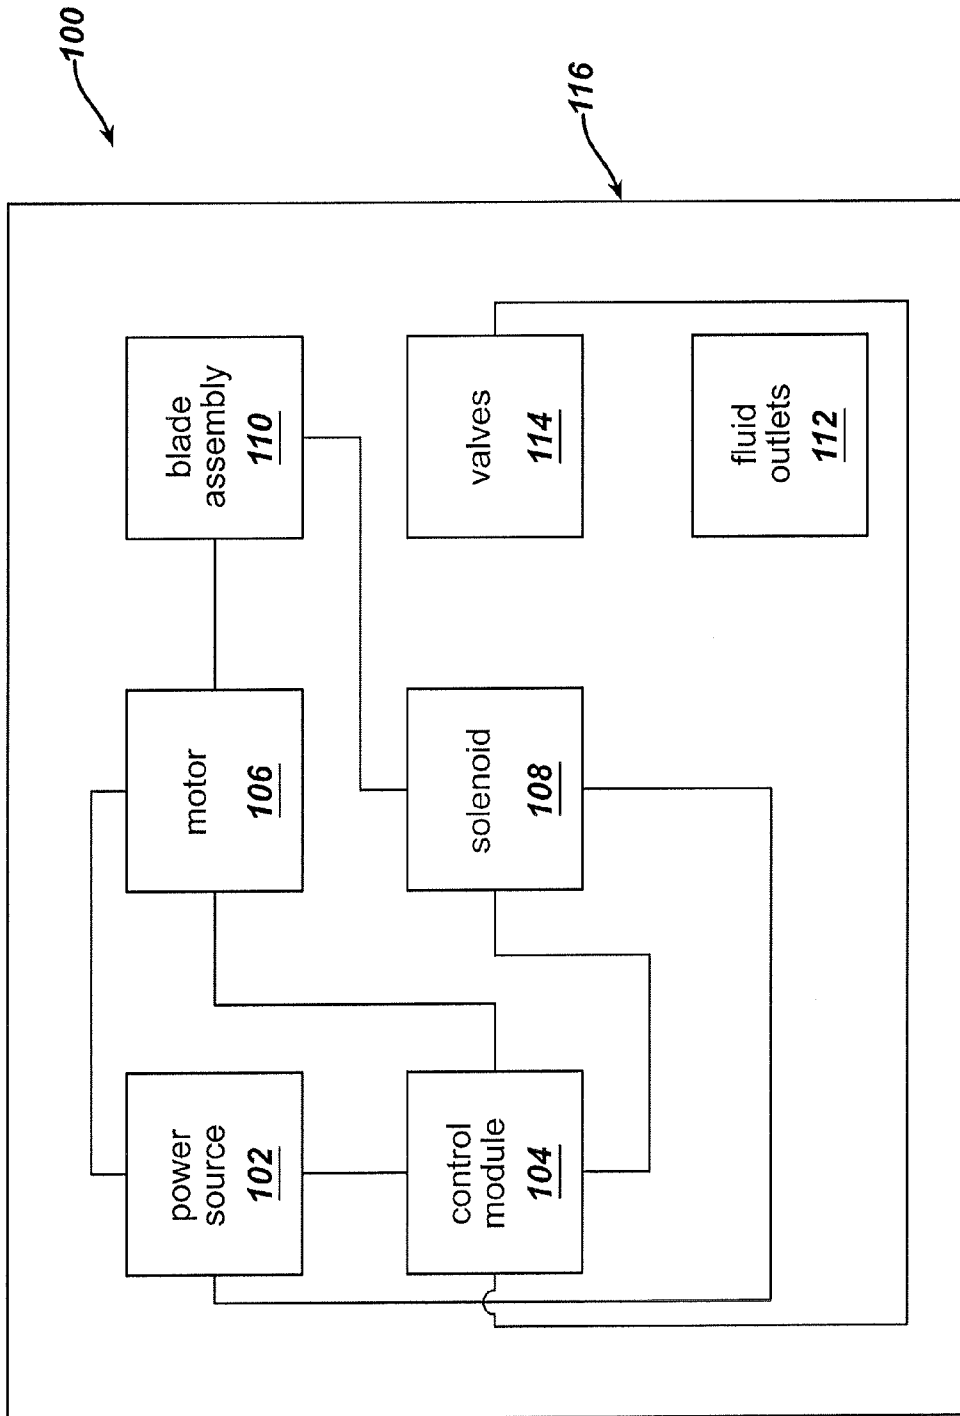 100
116
power
source
102
motor
106
blade
assembly
110
control
module
104
solenoid
108
valves
114
fluid
outlets
112